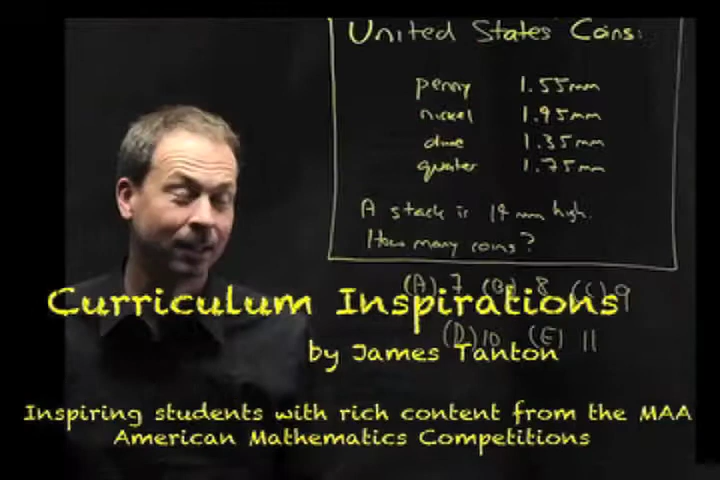 United States Coins:
penny 1.55mm
nickel 1.95mm
dime 1.35mm
quater 1.75mm
A stack is 14 mm high.
How many coins?
(A) 7 (B) 8 (C) 9
(D) 10 (E) 11
Curriculum Inspirations
by James Tanton
Inspiring students with rich content from the MAA
American Mathematics Competitions